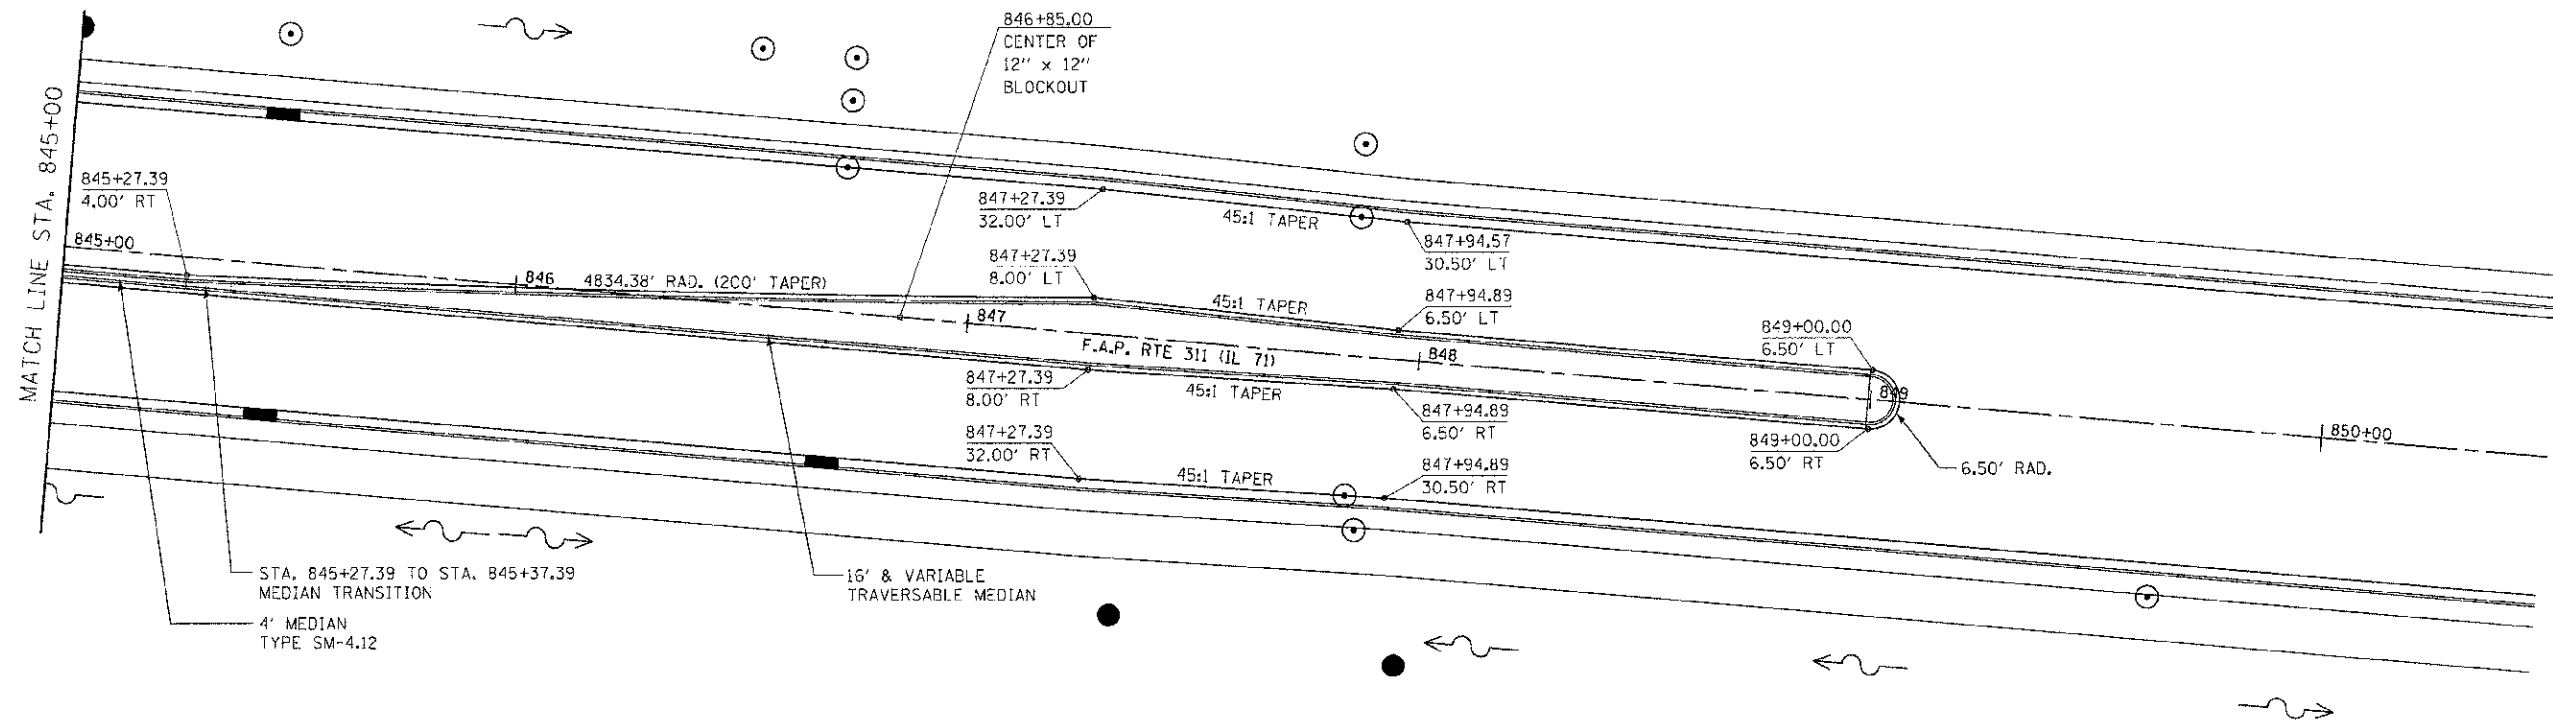 846+85.00
CENTER OF
12'' x 12''
BLOCKOUT
MATCH LINE STA. 845+00
845+27.39
4.00' RT
845+00
846
4834.38' RAD. (200' TAPER)
847+27.39
32.00' LT
45:1 TAPER
847+94.57
30.50' LT
847+27.39
8.00' LT
45:1 TAPER
847+94.89
6.50' LT
847
F.A.P. RTE 311 (IL 71)
848
849+00.00
6.50' LT
849
847+27.39
8.00' RT
45:1 TAPER
847+94.89
6.50' RT
849+00.00
6.50' RT
6.50' RAD.
850+00
847+27.39
32.00' RT
45:1 TAPER
847+94.89
30.50' RT
STA. 845+27.39 TO STA. 845+37.39
MEDIAN TRANSITION
4' MEDIAN
TYPE SM-4.12
16' & VARIABLE
TRAVERSABLE MEDIAN